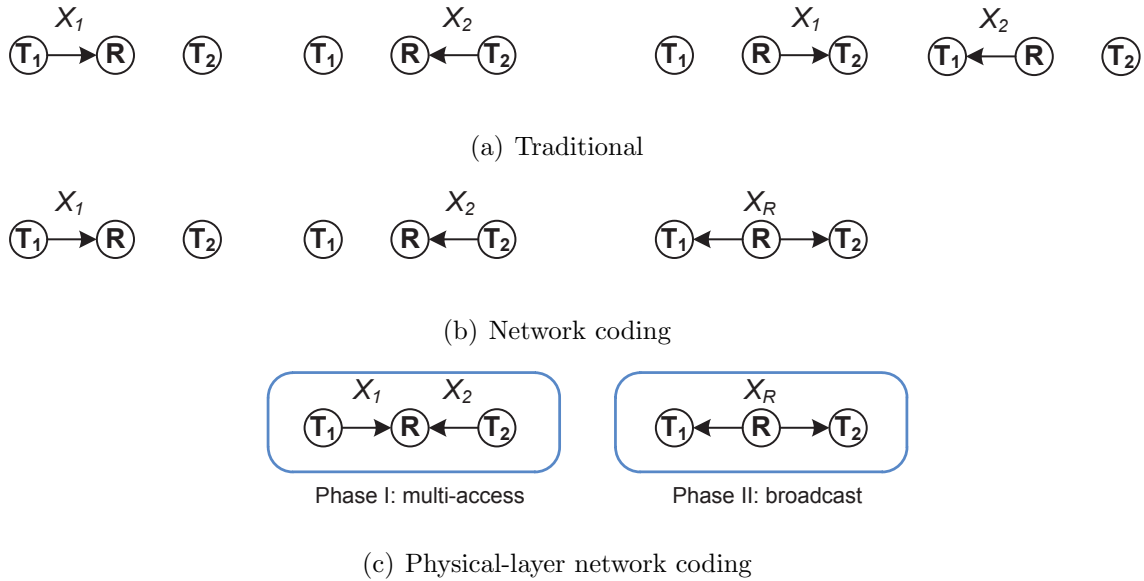 X1 X2 X1 X2
T1 R T2 T1 R T2 T1 R T2 T1 R T2
(a) Traditional
X1 X2 XR
T1 R T2 T1 R T2 T1 R T2
(b) Network coding
X1 X2 XR
T1 R T2 T1 R T2
Phase I: multi-access Phase II: broadcast
(c) Physical-layer network coding